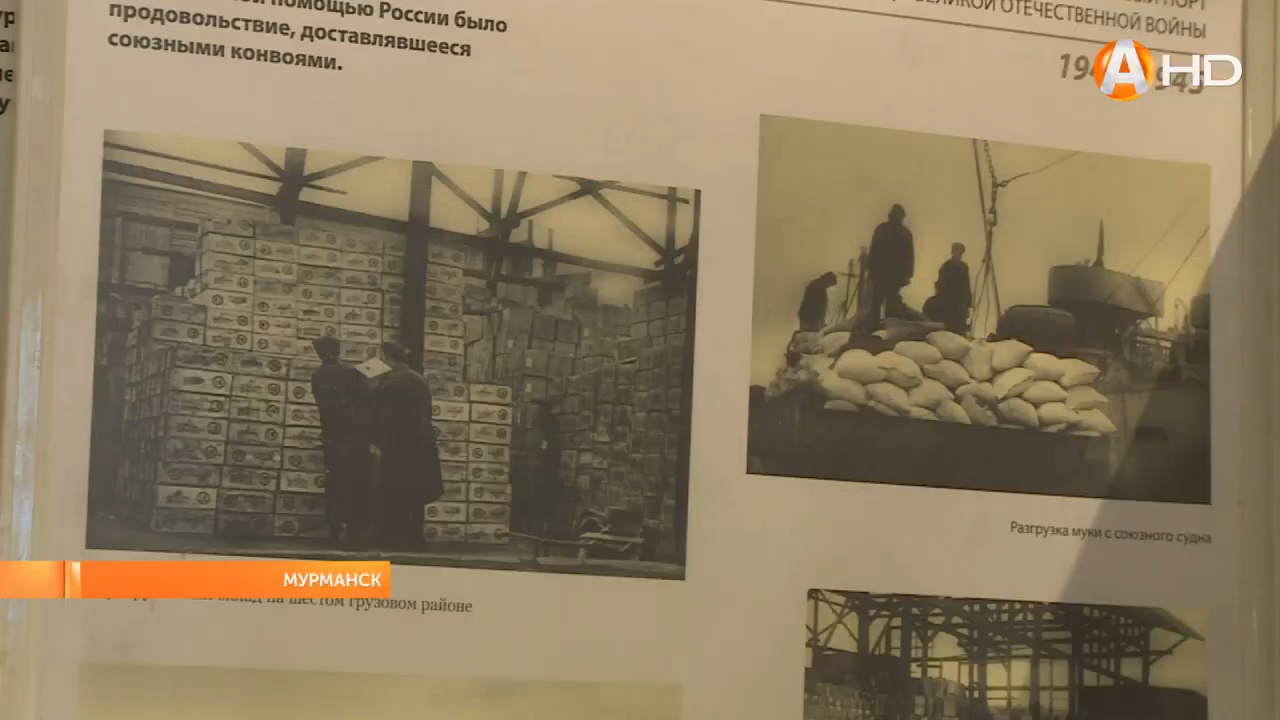 помощью России было
продовольствие, доставлявшееся
союзными конвоями.
ПОРТ
ВЕЛИКОЙ ОТЕЧЕСТВЕННОЙ ВОЙНЫ
А HD
Разгрузка муки с союзного судна
МУРМАНСК
на шестом грузовом районе